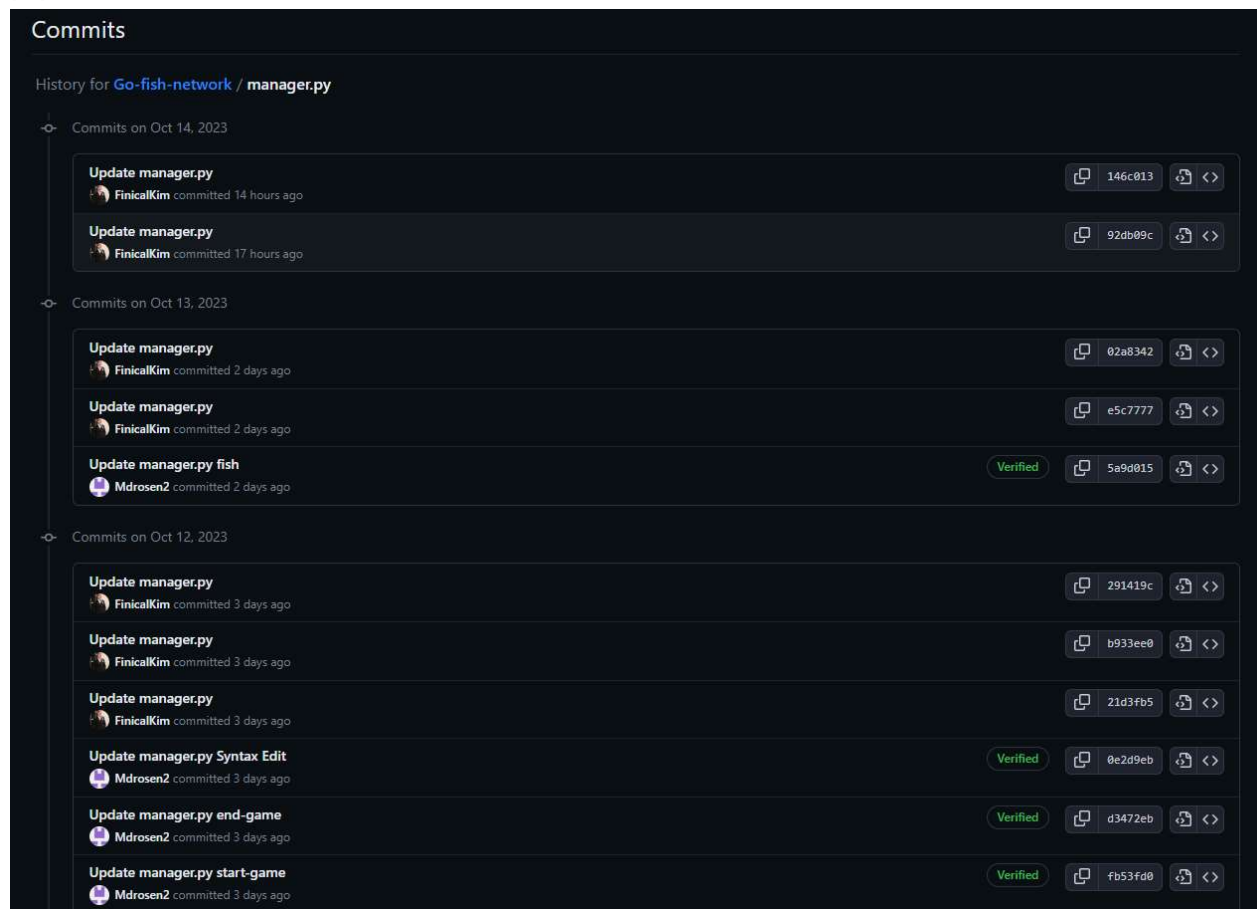 Commits
History for Go-fish-network / manager.py
Commits on Oct 14, 2023
Update manager.py
146c013
FinicalKim committed 14 hours ago
Update manager.py
92db09c
FinicalKim committed 17 hours ago
Commits on Oct 13, 2023
Update manager.py
02a8342
FinicalKim committed 2 days ago
Update manager.py
e5c7777
FinicalKim committed 2 days ago
Update manager.py fish
Verified 5a9d015
Mdrosen2 committed 2 days ago
Commits on Oct 12, 2023
Update manager.py
291419c
FinicalKim committed 3 days ago
Update manager.py
b933ee0
FinicalKim committed 3 days ago
Update manager.py
21d3fb5
FinicalKim committed 3 days ago
Update manager.py Syntax Edit
Verified 0e2d9eb
Mdrosen2 committed 3 days ago
Update manager.py end-game
Verified d3472eb
Mdrosen2 committed 3 days ago
Update manager.py start-game
Verified fb53fd0
Mdrosen2 committed 3 days ago